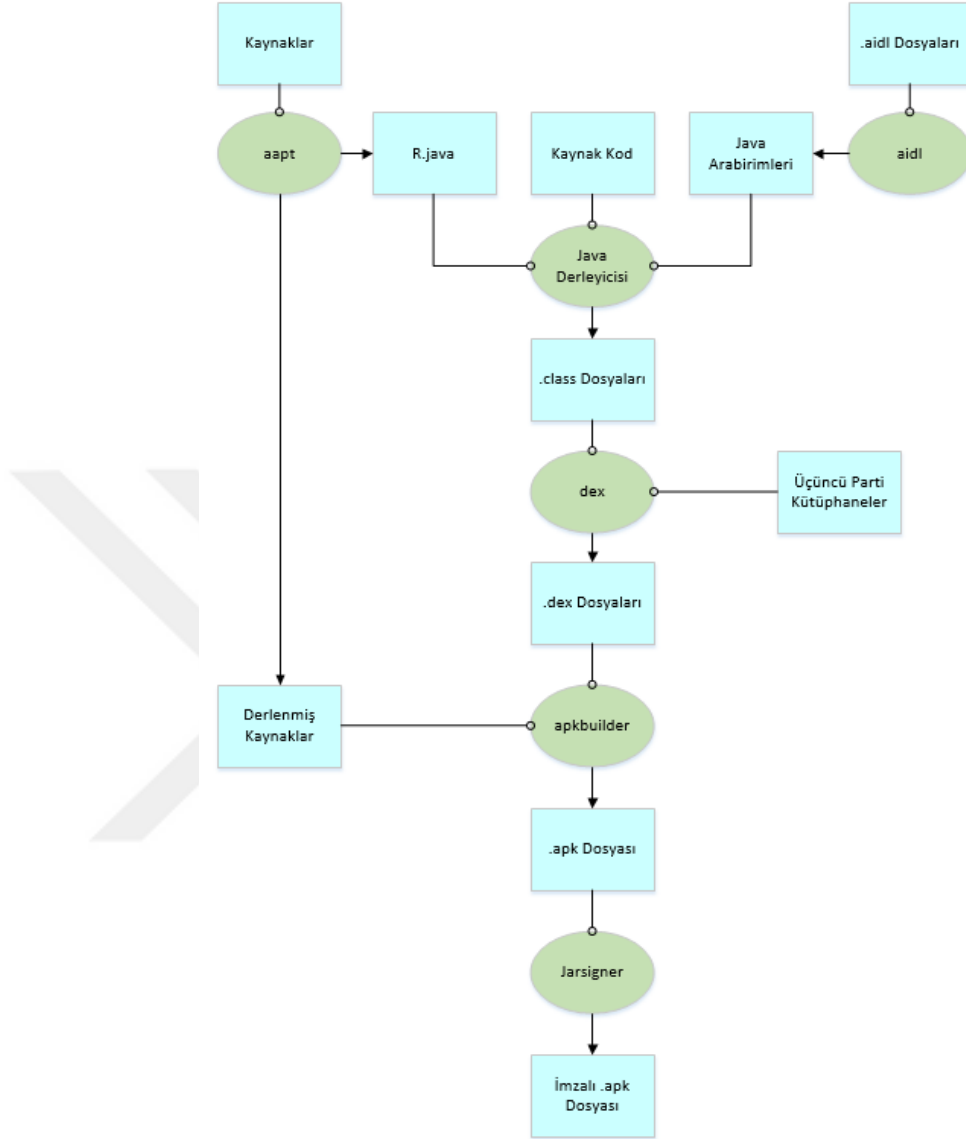 Kaynaklar
.aidl Dosyaları
aapt
R.java
Kaynak Kod
Java
Arabirimleri
aidl
Java
Derleyicisi
.class Dosyaları
dex
Üçüncü Parti
Kütüphaneler
.dex Dosyaları
Derlenmiş
Kaynaklar
apkbuilder
.apk Dosyası
Jarsigner
İmzalı .apk
Dosyası